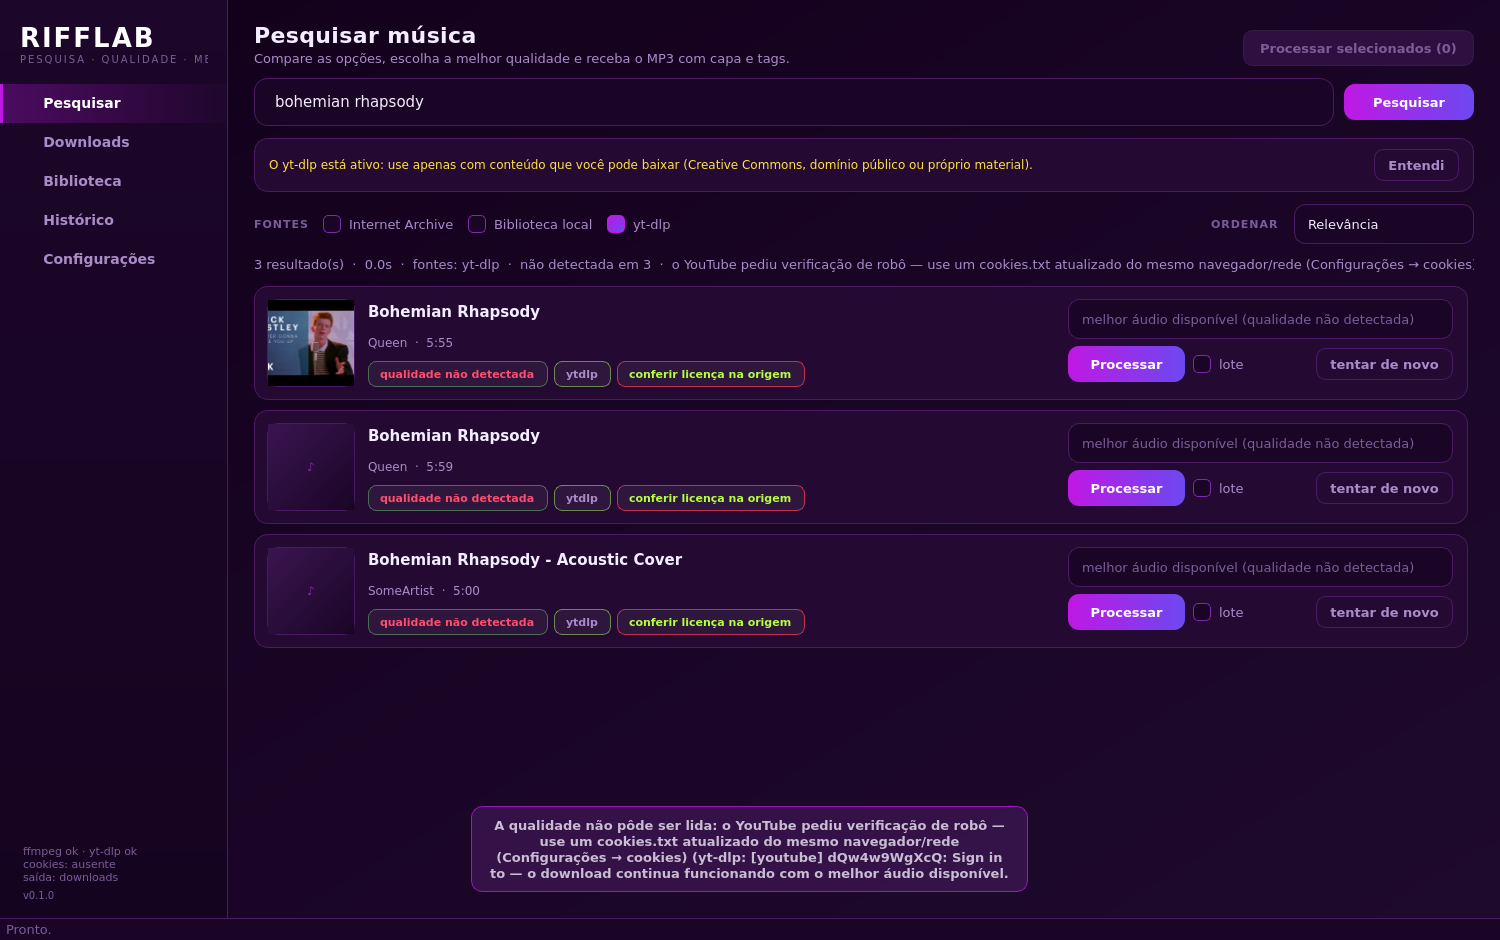 RIFFLAB
PESQUISA · QUALIDADE · ME
Pesquisar
Downloads
Biblioteca
Histórico
Configurações
ffmpeg ok · yt-dlp ok
cookies: ausente
saída: downloads
v0.1.0
Pesquisar música
Compare as opções, escolha a melhor qualidade e receba o MP3 com capa e tags.
Processar selecionados (0)
bohemian rhapsody
Pesquisar
O yt-dlp está ativo: use apenas com conteúdo que você pode baixar (Creative Commons, domínio público ou próprio material).
Entendi
FONTES Internet Archive Biblioteca local yt-dlp
ORDENAR Relevância
3 resultado(s) · 0.0s · fontes: yt-dlp · não detectada em 3 · o YouTube pediu verificação de robô — use um cookies.txt atualizado do mesmo navegador/rede (Configurações → cookies)
CK
STLEY
K
Bohemian Rhapsody
Queen · 5:55
qualidade não detectada ytdlp conferir licença na origem
melhor áudio disponível (qualidade não detectada)
Processar lote tentar de novo
♪
Bohemian Rhapsody
Queen · 5:59
qualidade não detectada ytdlp conferir licença na origem
melhor áudio disponível (qualidade não detectada)
Processar lote tentar de novo
♪
Bohemian Rhapsody - Acoustic Cover
SomeArtist · 5:00
qualidade não detectada ytdlp conferir licença na origem
melhor áudio disponível (qualidade não detectada)
Processar lote tentar de novo
A qualidade não pôde ser lida: o YouTube pediu verificação de robô —
use um cookies.txt atualizado do mesmo navegador/rede
(Configurações → cookies) (yt-dlp: [youtube] dQw4w9WgXcQ: Sign in
to — o download continua funcionando com o melhor áudio disponível.
Pronto.